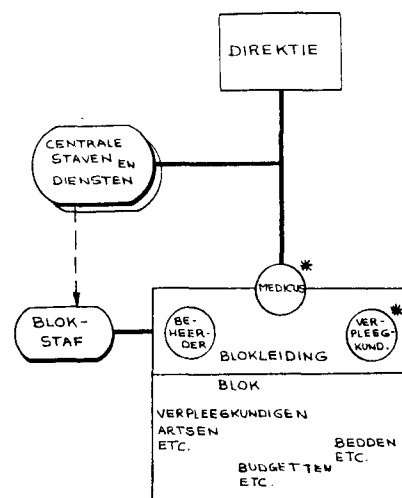 DIREKTIE
CENTRALE
STAVEN EN
DIENSTEN
MEDICUS *
BLOK-
STAF
BE-
HEER-
DER
VER-
PLEEG-
KUND. *
BLOKLEIDING
BLOK
VERPLEEGKUNDIGEN
ARTSEN
ETC.
BEDDEN
ETC.
BUDGETTEN
ETC.